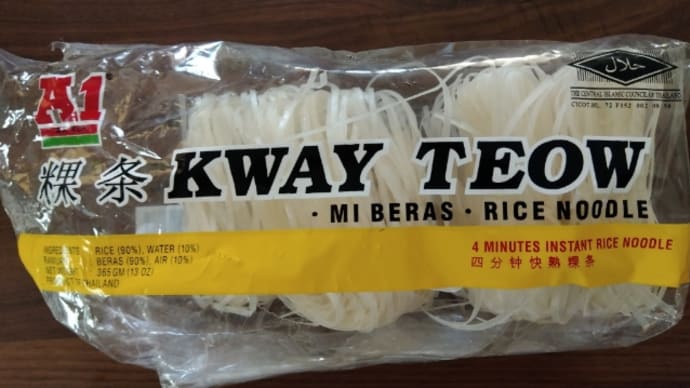 A1
حلال
THE CENTRAL ISLAMIC COUNCIL OF THAILAND
粿条 KWAY TEOW
· MI BERAS · RICE NOODLE
4 MINUTES INSTANT RICE NOODLE
四分钟快熟粿条
INGREDIENTS RICE (90%), WATER (10%)
BERAS (90%), AIR (10%)
365 GM (13 OZ)
THAILAND